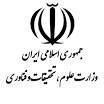 جمهوری اسلامی ایران
وزارت علوم، تحقیقات و فناوری